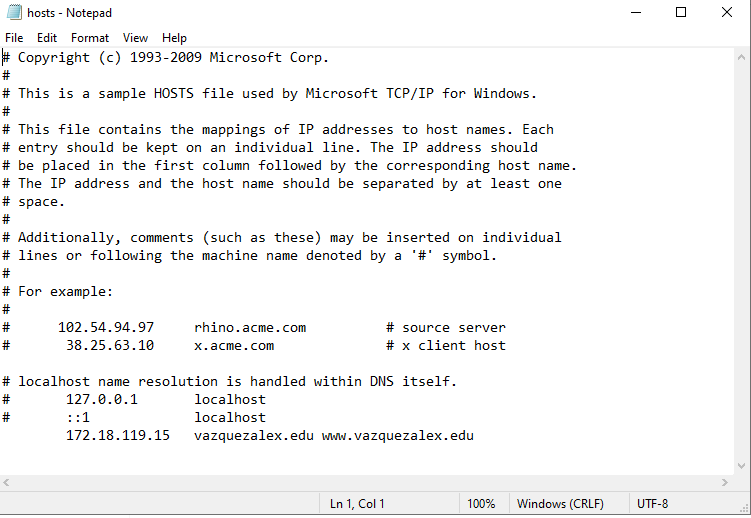 hosts - Notepad
File Edit Format View Help
# Copyright (c) 1993-2009 Microsoft Corp.
#
# This is a sample HOSTS file used by Microsoft TCP/IP for Windows.
#
# This file contains the mappings of IP addresses to host names. Each
# entry should be kept on an individual line. The IP address should
# be placed in the first column followed by the corresponding host name.
# The IP address and the host name should be separated by at least one
# space.
#
# Additionally, comments (such as these) may be inserted on individual
# lines or following the machine name denoted by a '#' symbol.
#
# For example:
#
#      102.54.94.97     rhino.acme.com          # source server
#       38.25.63.10     x.acme.com              # x client host

# localhost name resolution is handled within DNS itself.
#       127.0.0.1       localhost
#       ::1             localhost
        172.18.119.15   vazquezalex.edu www.vazquezalex.edu
Ln 1, Col 1 100% Windows (CRLF) UTF-8